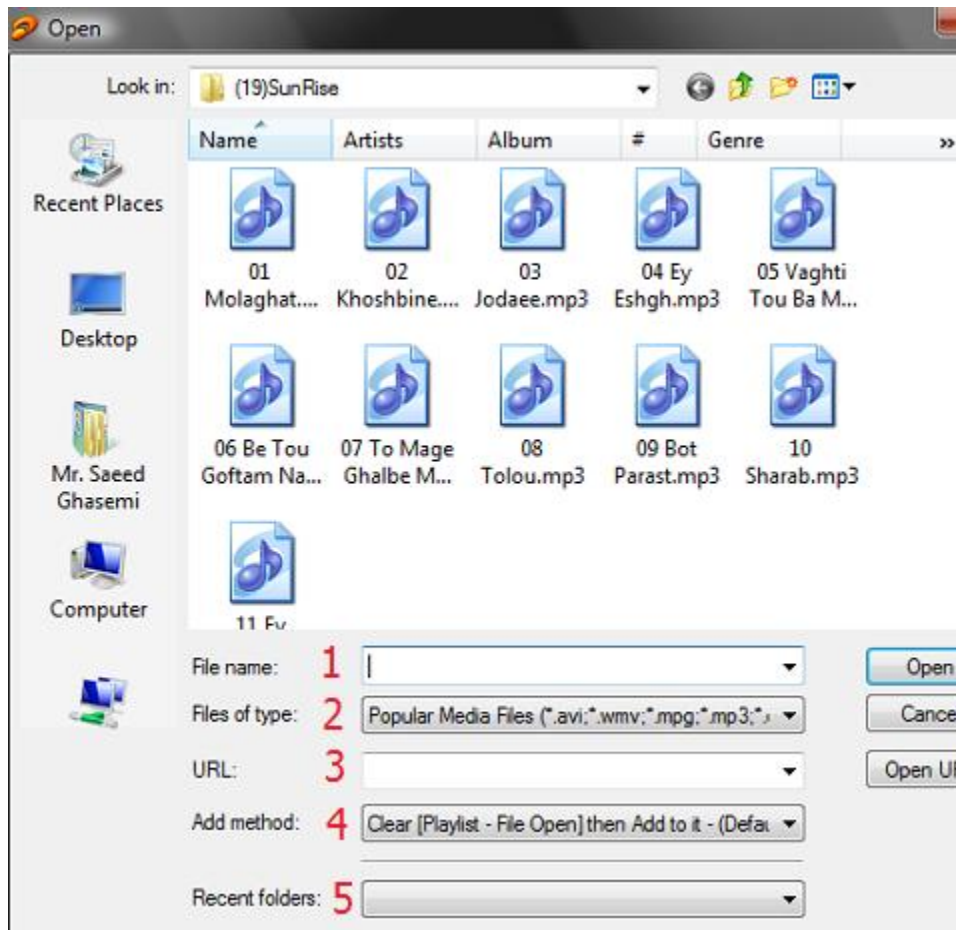 Open
Look in: (19)SunRise
Name Artists Album # Genre »
Recent Places
Desktop
Mr. Saeed
Ghasemi
Computer
01
Molaghat....
02
Khoshbine....
03
Jodaee.mp3
04 Ey
Eshgh.mp3
05 Vaghti
Tou Ba M...
06 Be Tou
Goftam Na...
07 To Mage
Ghalbe M...
08
Tolou.mp3
09 Bot
Parast.mp3
10
Sharab.mp3
11 Ey
File name: 1 Open
Files of type: 2 Popular Media Files (*.avi;*.wmv;*.mpg;*.mp3;*. Cance
URL: 3 Open U
Add method: 4 Clear [Playlist - File Open] then Add to it - (Defau
Recent folders: 5